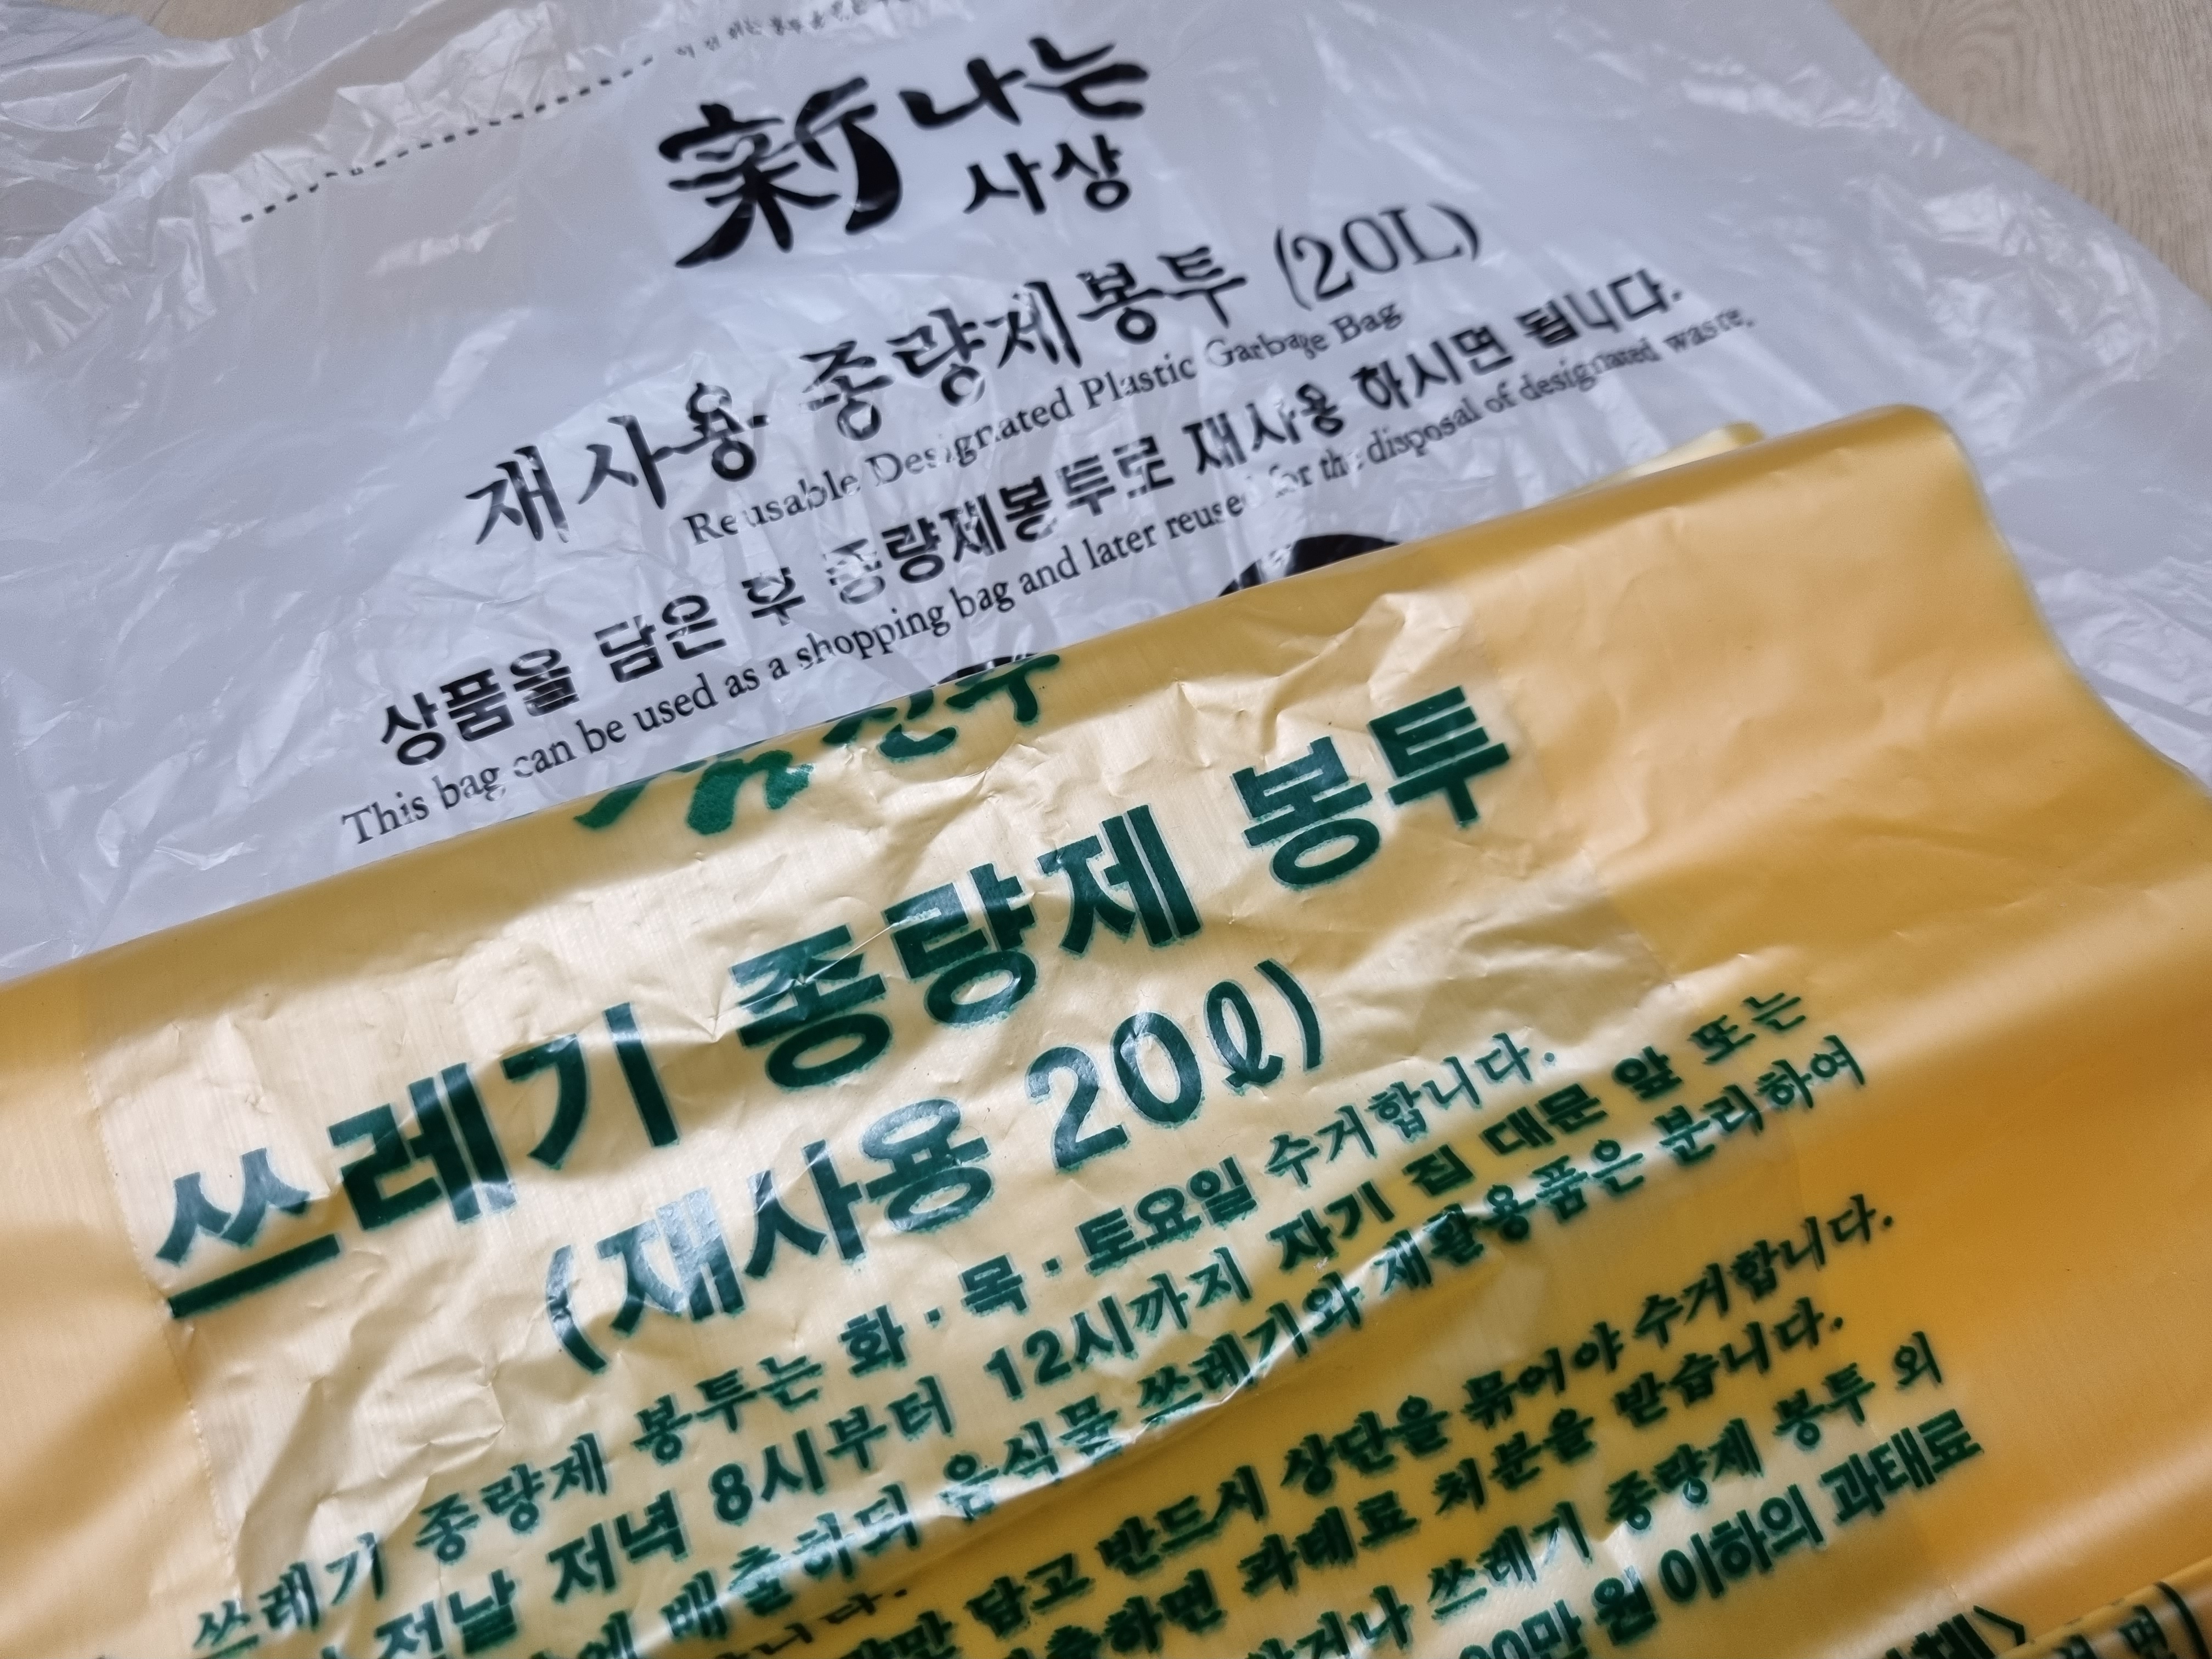 新나는
사상
재사용 종량제봉투 (20L)
Reusable Designated Plastic Garbage Bag
상품을 담은 후 종량제봉투로 재사용 하시면 됩니다.
This bag can be used as a shopping bag and later reused for the disposal of designated waste.
진주
쓰레기 종량제 봉투
(재사용 20ℓ)
쓰레기 종량제 봉투는 화·목·토요일 수거합니다.
전날 저녁 8시부터 12시까지 자기 집 대문 앞 또는
배출하되 음식물 쓰레기와 재활용품은 분리하여
담고 반드시 상단을 묶어야 수거합니다.
과태료 처분을 받습니다.
쓰레기 종량제 봉투 외
00만 원 이하의 과태료